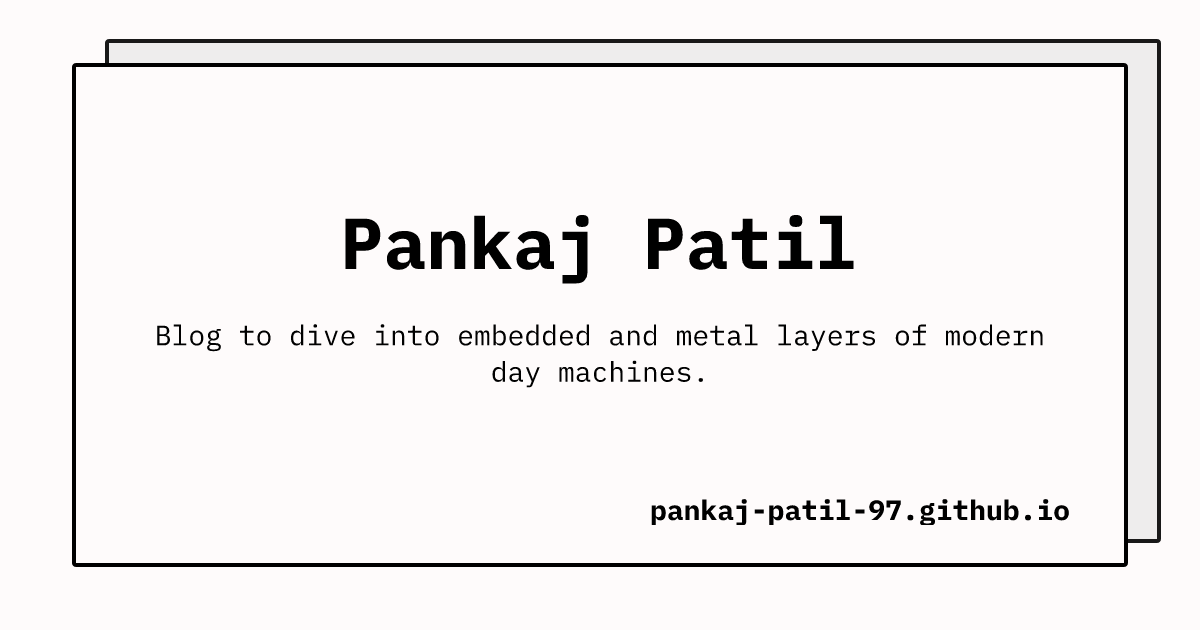 Pankaj Patil
Blog to dive into embedded and metal layers of modern
day machines.
pankaj-patil-97.github.io